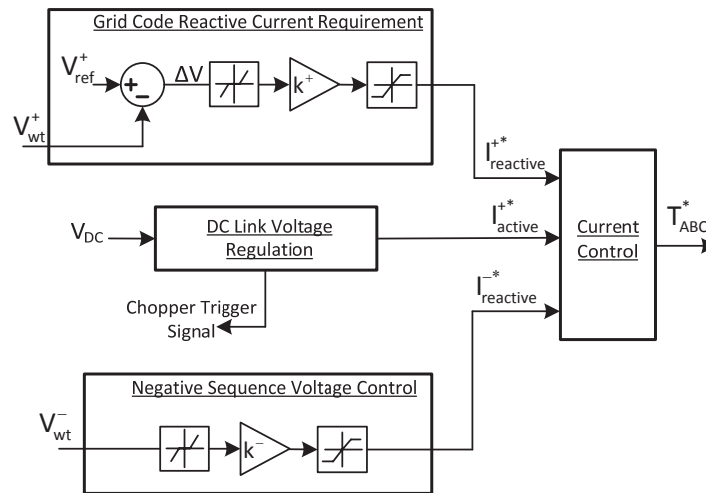 Grid Code Reactive Current Requirement
V+ref
+
−
ΔV
k+
V+wt
I+*reactive
VDC
DC Link Voltage
Regulation
I+*active
Current
Control
T*ABC
Chopper Trigger
Signal
I−*reactive
Negative Sequence Voltage Control
V−wt
k−